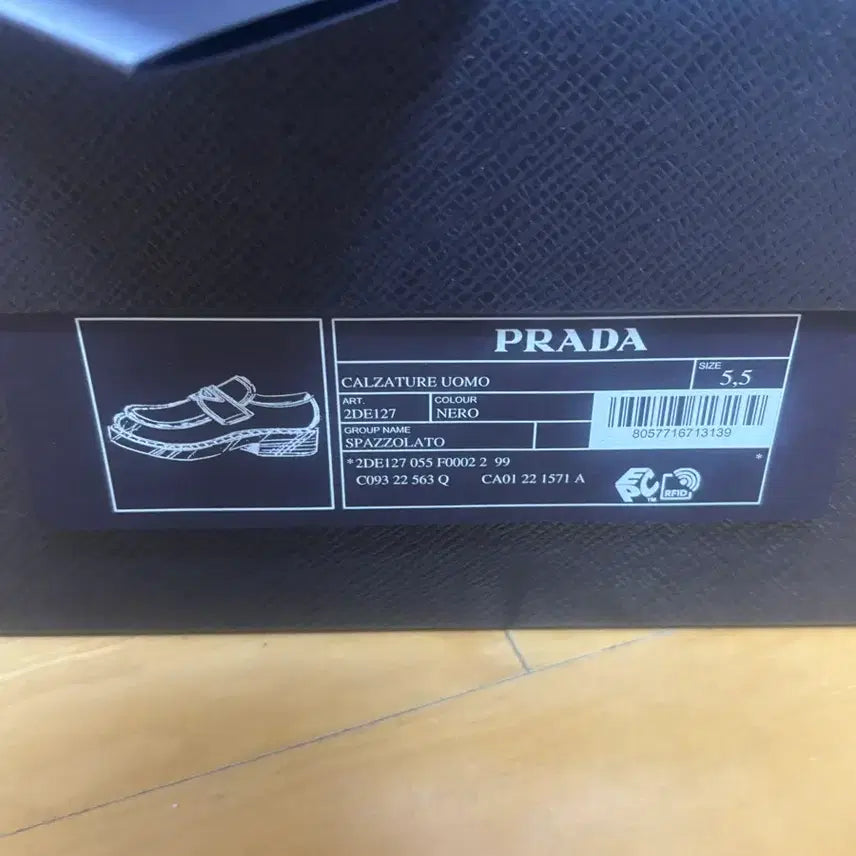 PRADA
CALZATURE UOMO
SIZE
5,5
ART.
2DE127
COLOUR
NERO
8057716713139
GROUP NAME
SPAZZOLATO
*2DE127 055 F0002 2 99 *
C093 22 563 Q CA01 22 1571 A
EPC™
RFID